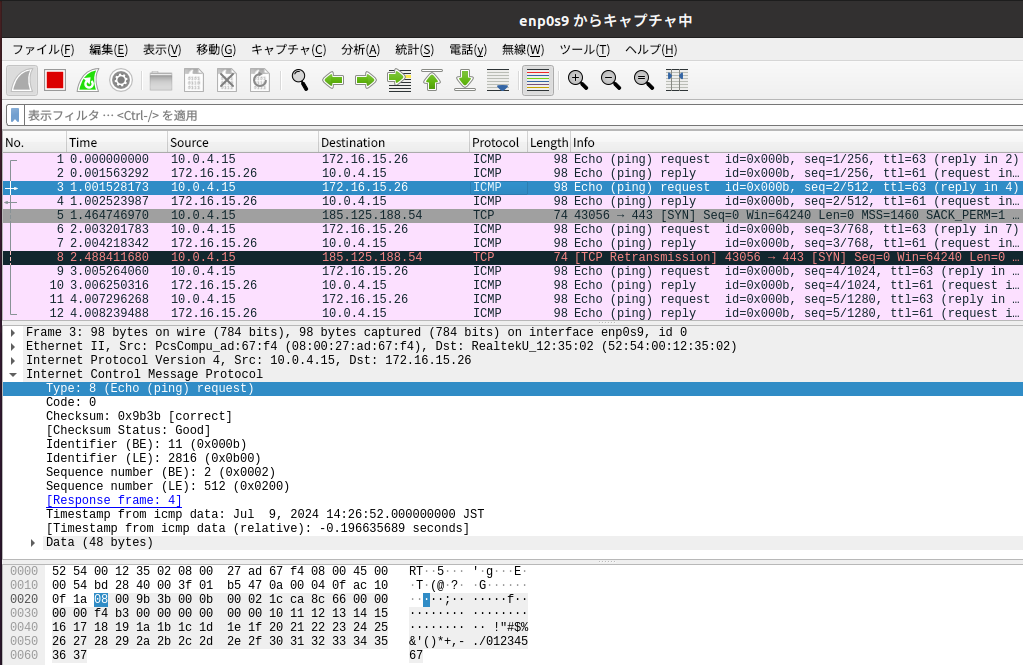 enp0s9 からキャプチャ中
ファイル(F) 編集(E) 表示(V) 移動(G) キャプチャ(C) 分析(A) 統計(S) 電話(y) 無線(W) ツール(T) ヘルプ(H)
表示フィルタ … <Ctrl-/> を適用
No. Time Source Destination Protocol Length Info
1 0.000000000 10.0.4.15 172.16.15.26 ICMP 98 Echo (ping) request id=0x000b, seq=1/256, ttl=63 (reply in 2)
2 0.001563292 172.16.15.26 10.0.4.15 ICMP 98 Echo (ping) reply id=0x000b, seq=1/256, ttl=61 (request in…
3 1.001528173 10.0.4.15 172.16.15.26 ICMP 98 Echo (ping) request id=0x000b, seq=2/512, ttl=63 (reply in 4)
4 1.002523987 172.16.15.26 10.0.4.15 ICMP 98 Echo (ping) reply id=0x000b, seq=2/512, ttl=61 (request in…
5 1.464746970 10.0.4.15 185.125.188.54 TCP 74 43056 → 443 [SYN] Seq=0 Win=64240 Len=0 MSS=1460 SACK_PERM=1 …
6 2.003201783 10.0.4.15 172.16.15.26 ICMP 98 Echo (ping) request id=0x000b, seq=3/768, ttl=63 (reply in 7)
7 2.004218342 172.16.15.26 10.0.4.15 ICMP 98 Echo (ping) reply id=0x000b, seq=3/768, ttl=61 (request in…
8 2.488411680 10.0.4.15 185.125.188.54 TCP 74 [TCP Retransmission] 43056 → 443 [SYN] Seq=0 Win=64240 Len=0 …
9 3.005264060 10.0.4.15 172.16.15.26 ICMP 98 Echo (ping) request id=0x000b, seq=4/1024, ttl=63 (reply in …
10 3.006250316 172.16.15.26 10.0.4.15 ICMP 98 Echo (ping) reply id=0x000b, seq=4/1024, ttl=61 (request i…
11 4.007296268 10.0.4.15 172.16.15.26 ICMP 98 Echo (ping) request id=0x000b, seq=5/1280, ttl=63 (reply in …
12 4.008239488 172.16.15.26 10.0.4.15 ICMP 98 Echo (ping) reply id=0x000b, seq=5/1280, ttl=61 (request i…
Frame 3: 98 bytes on wire (784 bits), 98 bytes captured (784 bits) on interface enp0s9, id 0
Ethernet II, Src: PcsCompu_ad:67:f4 (08:00:27:ad:67:f4), Dst: RealtekU_12:35:02 (52:54:00:12:35:02)
Internet Protocol Version 4, Src: 10.0.4.15, Dst: 172.16.15.26
Internet Control Message Protocol
Type: 8 (Echo (ping) request)
Code: 0
Checksum: 0x9b3b [correct]
[Checksum Status: Good]
Identifier (BE): 11 (0x000b)
Identifier (LE): 2816 (0x0b00)
Sequence number (BE): 2 (0x0002)
Sequence number (LE): 512 (0x0200)
[Response frame: 4]
Timestamp from icmp data: Jul  9, 2024 14:26:52.000000000 JST
[Timestamp from icmp data (relative): -0.196635689 seconds]
Data (48 bytes)
0000 52 54 00 12 35 02 08 00 27 ad 67 f4 08 00 45 00 RT··5··· '·g···E·
0010 00 54 bd 28 40 00 3f 01 b5 47 0a 00 04 0f ac 10 ·T·(@·?· ·G······
0020 0f 1a 08 00 9b 3b 00 0b 00 02 1c ca 8c 66 00 00 ·····;·· ·····f··
0030 00 00 f4 b3 00 00 00 00 00 00 10 11 12 13 14 15 ········ ········
0040 16 17 18 19 1a 1b 1c 1d 1e 1f 20 21 22 23 24 25 ········ ·· !"#$%
0050 26 27 28 29 2a 2b 2c 2d 2e 2f 30 31 32 33 34 35 &'()*+,- ./012345
0060 36 37 67